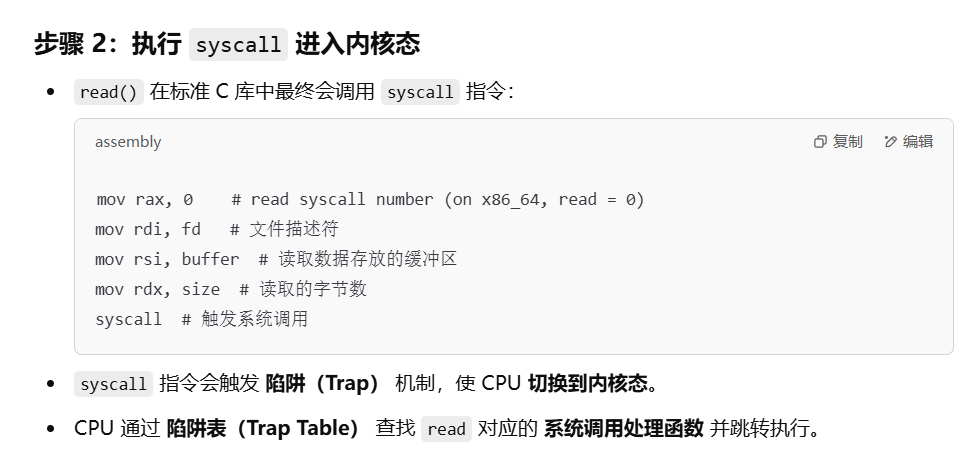 步骤 2：执行 syscall 进入内核态
read() 在标准 C 库中最终会调用 syscall 指令：
assembly 复制 编辑
mov rax, 0    # read syscall number (on x86_64, read = 0)
mov rdi, fd   # 文件描述符
mov rsi, buffer  # 读取数据存放的缓冲区
mov rdx, size  # 读取的字节数
syscall  # 触发系统调用
syscall 指令会触发 陷阱（Trap） 机制，使 CPU 切换到内核态。
CPU 通过 陷阱表（Trap Table） 查找 read 对应的 系统调用处理函数 并跳转执行。